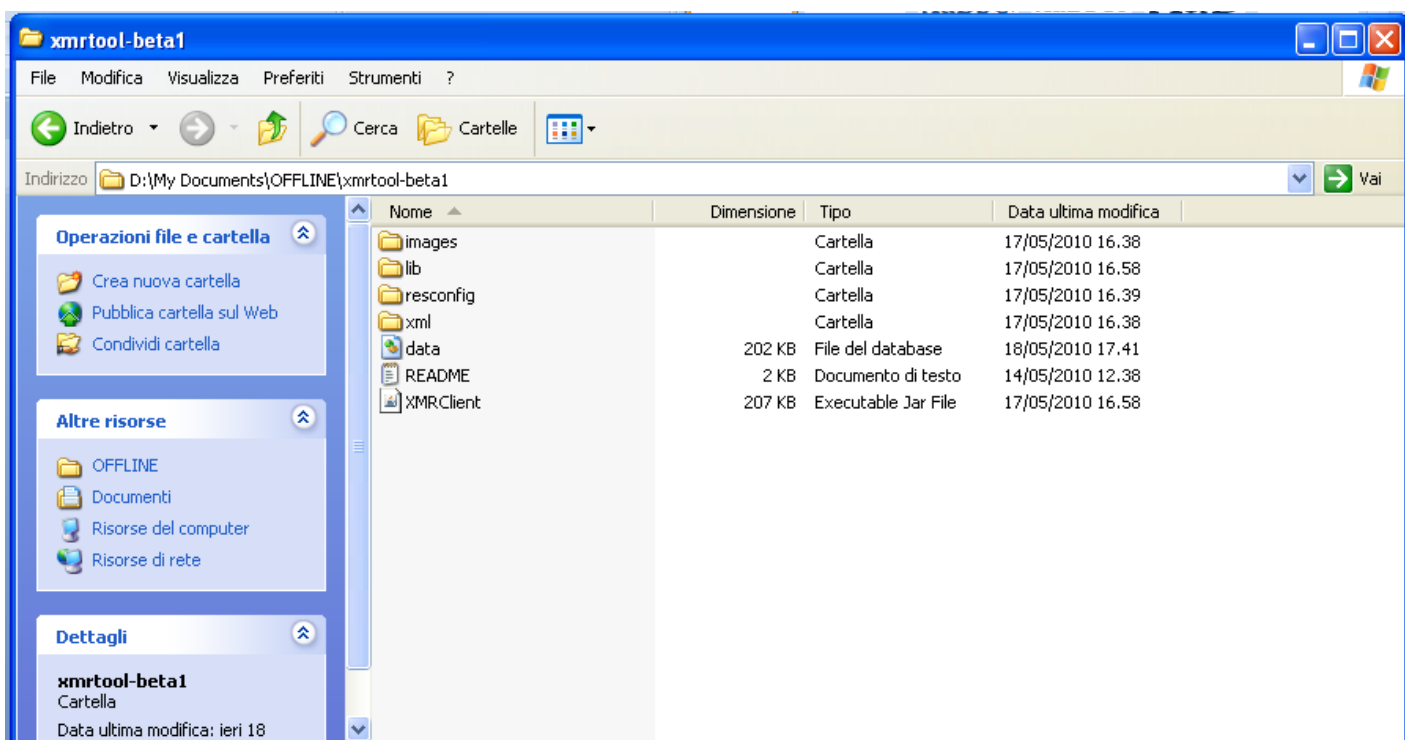 xmrtool-beta1
File Modifica Visualizza Preferiti Strumenti ?
Indietro Cerca Cartelle
Indirizzo D:\My Documents\OFFLINE\xmrtool-beta1 Vai
Operazioni file e cartella
Crea nuova cartella
Pubblica cartella sul Web
Condividi cartella
Altre risorse
OFFLINE
Documenti
Risorse del computer
Risorse di rete
Dettagli
xmrtool-beta1
Cartella
Data ultima modifica: ieri 18
Nome Dimensione Tipo Data ultima modifica
images Cartella 17/05/2010 16.38
lib Cartella 17/05/2010 16.58
resconfig Cartella 17/05/2010 16.39
xml Cartella 17/05/2010 16.38
data 202 KB File del database 18/05/2010 17.41
README 2 KB Documento di testo 14/05/2010 12.38
XMRClient 207 KB Executable Jar File 17/05/2010 16.58